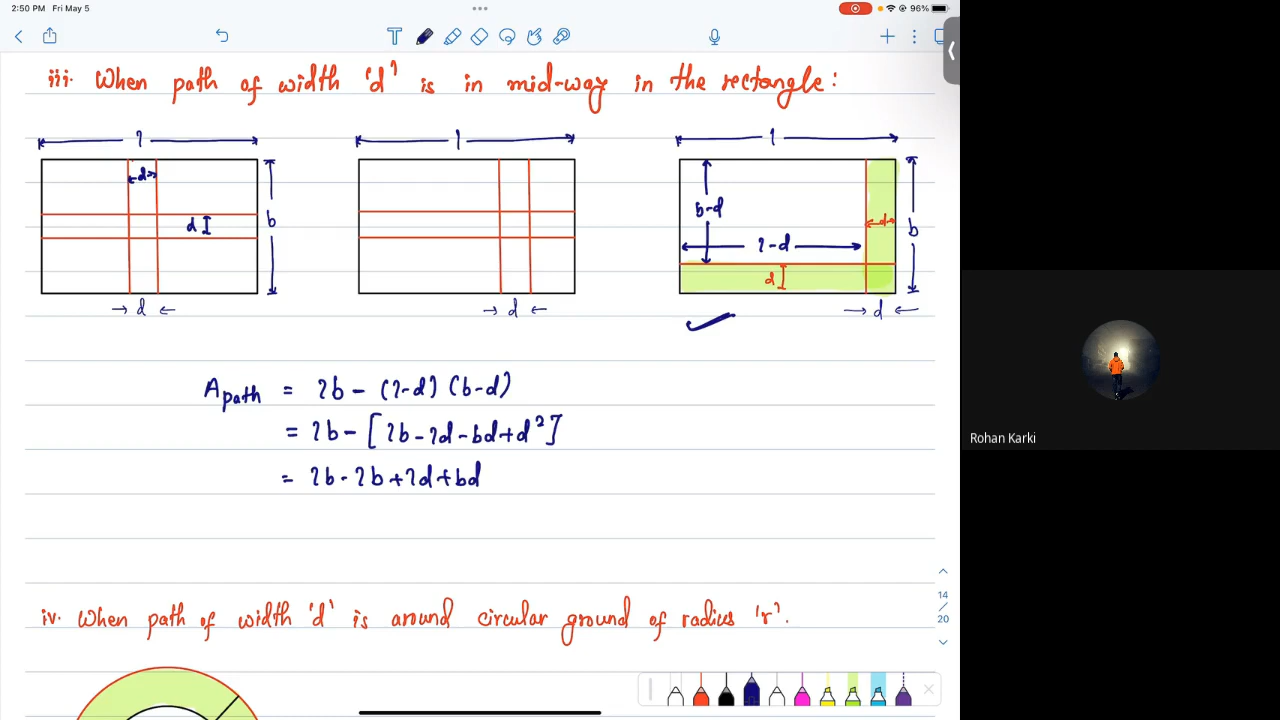 2:50 PM Fri May 5
96%
T
iii. When path of width 'd' is in mid-way in the rectangle:
l
l
l
d
d
b
b-d
l-d
d
d
b
→ d ←
→ d ←
→ d ←
A path = lb - (l-d) (b-d)
= lb - [lb - ld - bd + d²]
= lb - lb + ld + bd
14
/
20
iv. When path of width 'd' is around circular ground of radius 'r'.
Rohan Karki